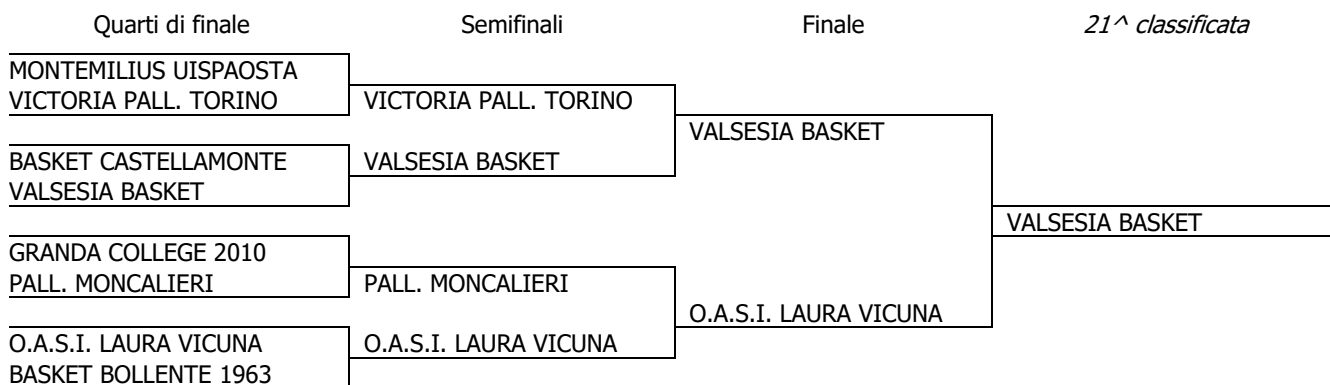 Quarti di finale Semifinali Finale 21^ classificata
MONTEMILIUS UISPAOSTA
VICTORIA PALL. TORINO VICTORIA PALL. TORINO
VALSESIA BASKET
BASKET CASTELLAMONTE VALSESIA BASKET
VALSESIA BASKET
VALSESIA BASKET
GRANDA COLLEGE 2010
PALL. MONCALIERI PALL. MONCALIERI
O.A.S.I. LAURA VICUNA
O.A.S.I. LAURA VICUNA O.A.S.I. LAURA VICUNA
BASKET BOLLENTE 1963